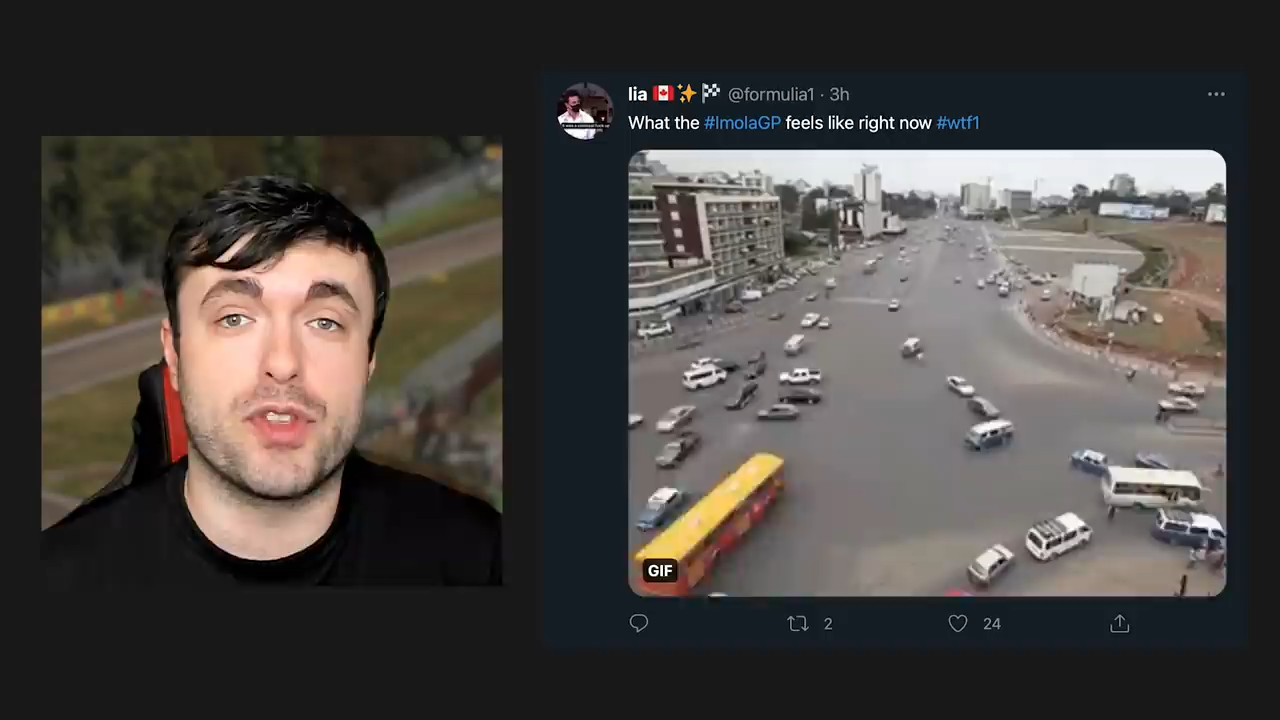 lia 🇨🇦✨🏁 @formulia1 · 3h
What the #ImolaGP feels like right now #wtf1
GIF
2
24